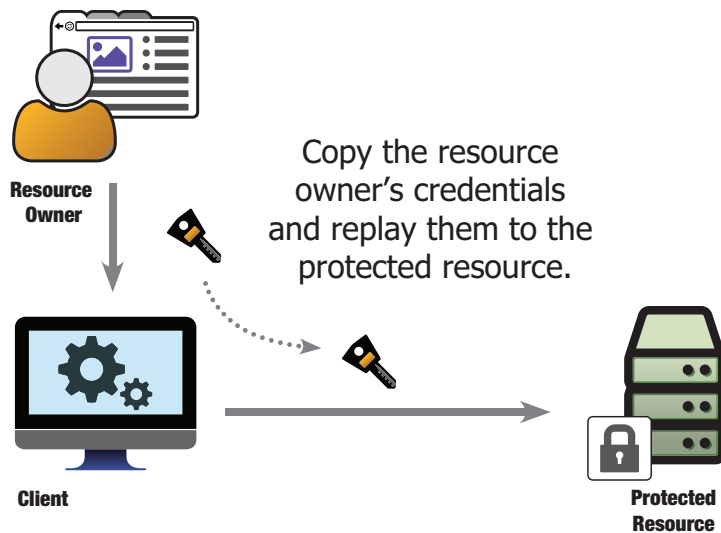 Resource
Owner
Copy the resource
owner's credentials
and replay them to the
protected resource.
Client
Protected
Resource